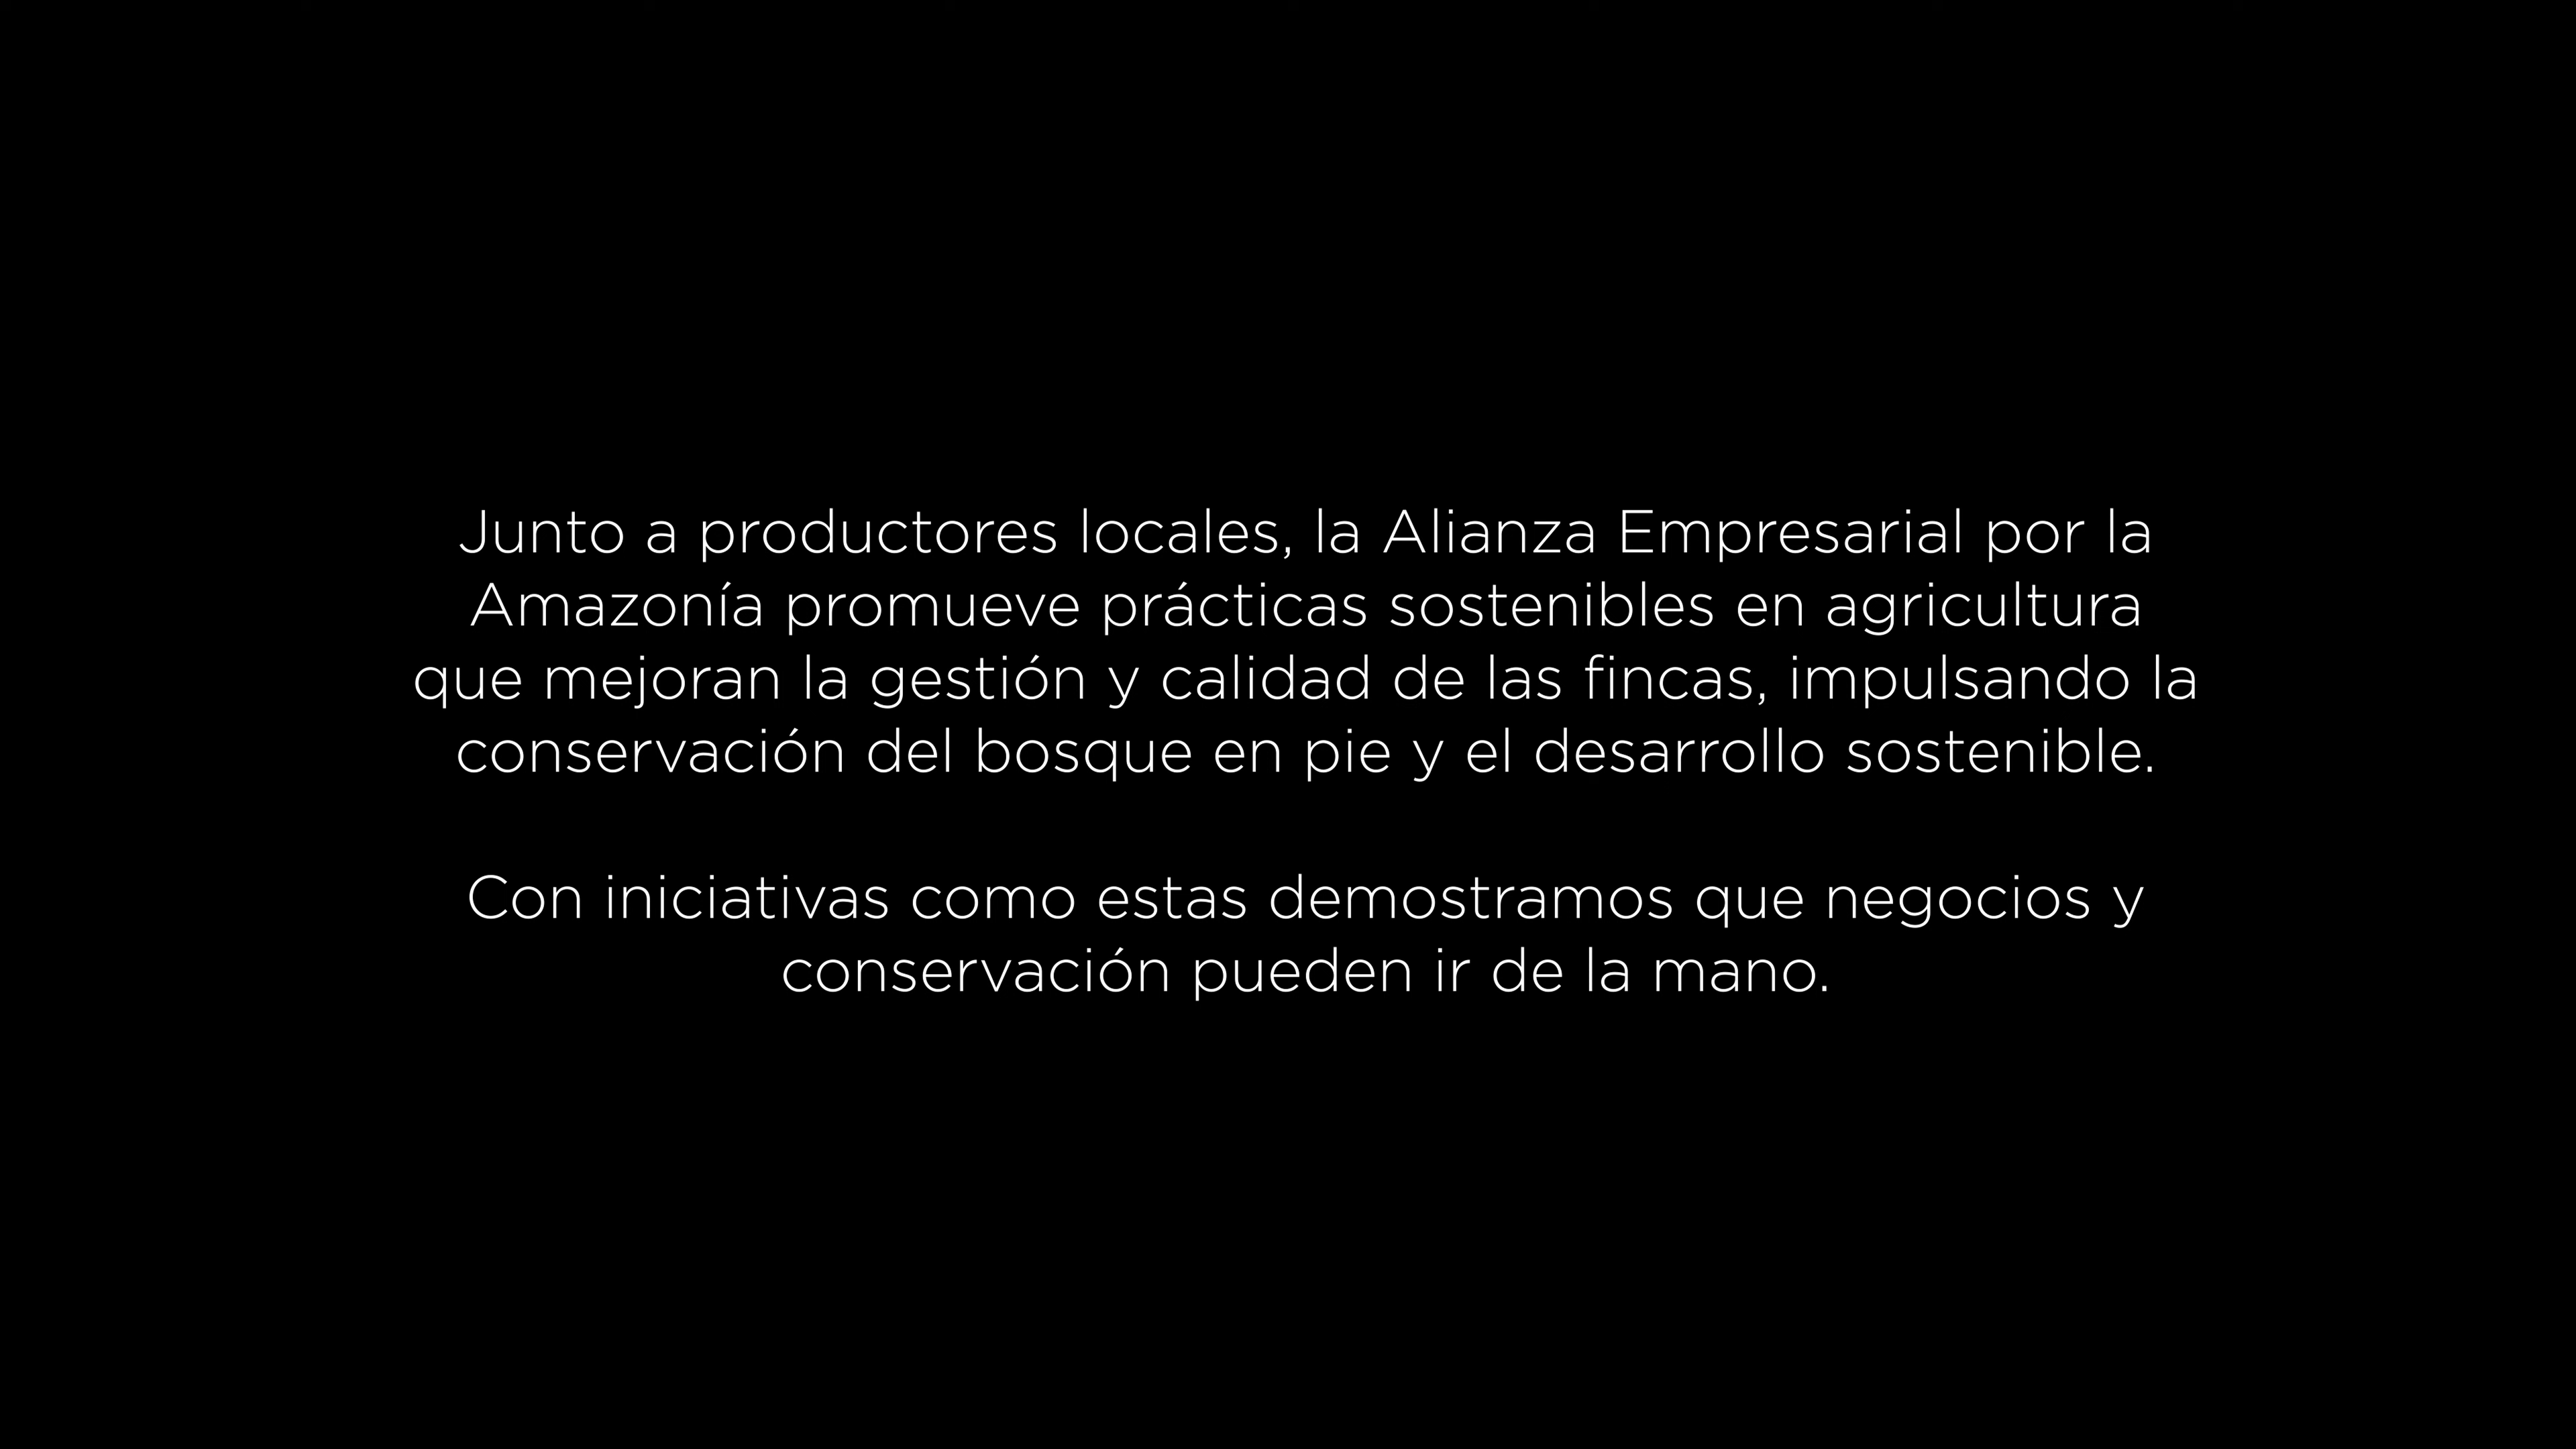 Junto a productores locales, la Alianza Empresarial por la
Amazonía promueve prácticas sostenibles en agricultura
que mejoran la gestión y calidad de las fincas, impulsando la
conservación del bosque en pie y el desarrollo sostenible.
Con iniciativas como estas demostramos que negocios y
conservación pueden ir de la mano.